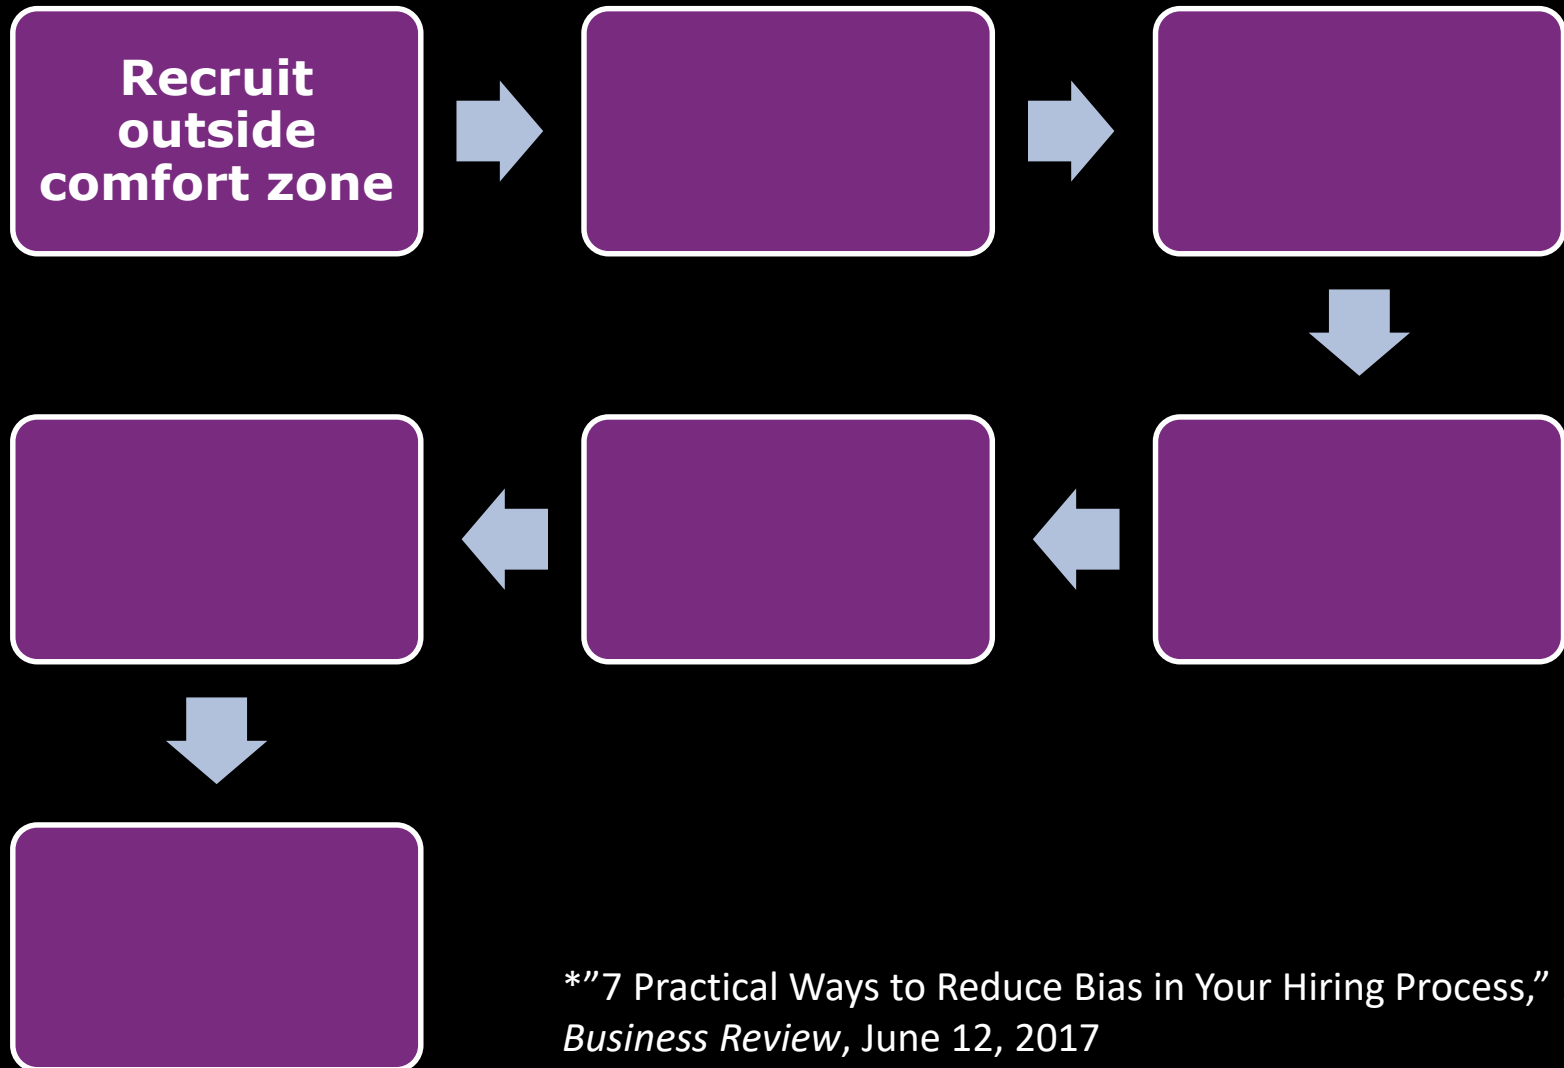 Recruit
outside
comfort zone
*”7 Practical Ways to Reduce Bias in Your Hiring Process,”
Business Review, June 12, 2017